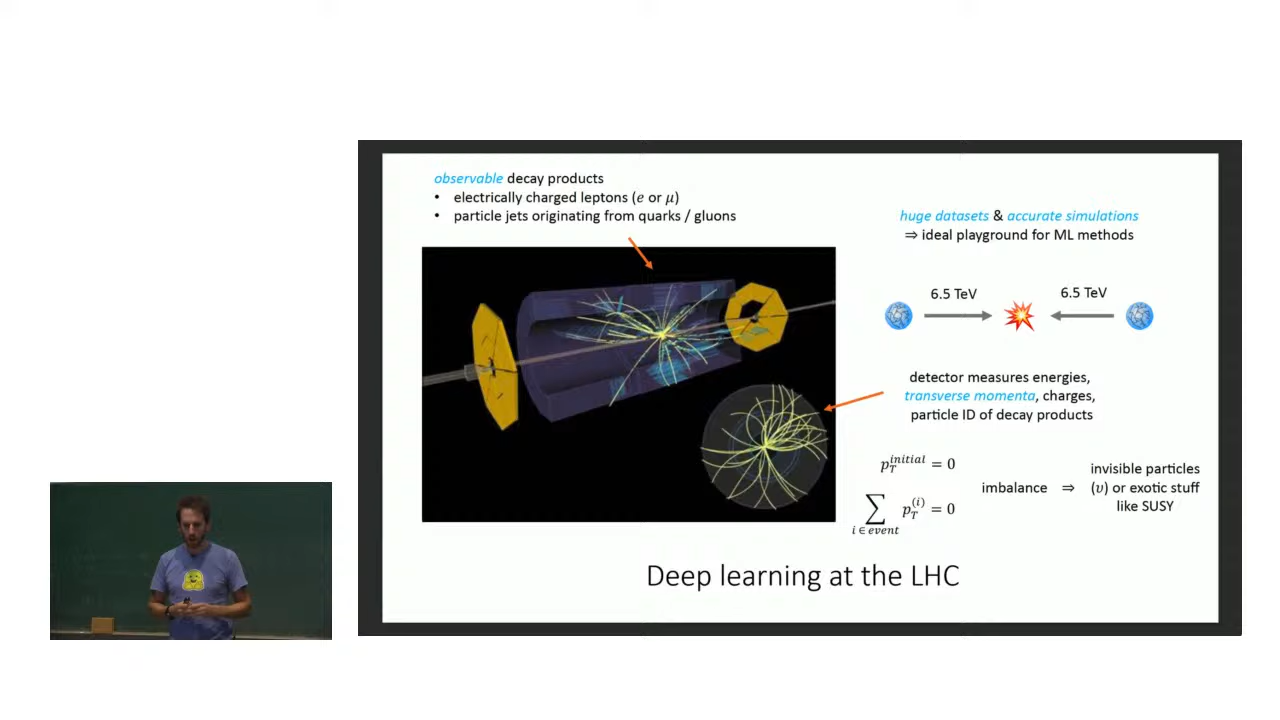 observable decay products
• electrically charged leptons (e or μ)
• particle jets originating from quarks / gluons
huge datasets & accurate simulations
⇒ ideal playground for ML methods
6.5 TeV
6.5 TeV
detector measures energies,
transverse momenta, charges,
particle ID of decay products
p_T^{initial} = 0
∑_{i ∈ event} p_T^{(i)} = 0
imbalance ⇒
invisible particles
(υ) or exotic stuff
like SUSY
Deep learning at the LHC